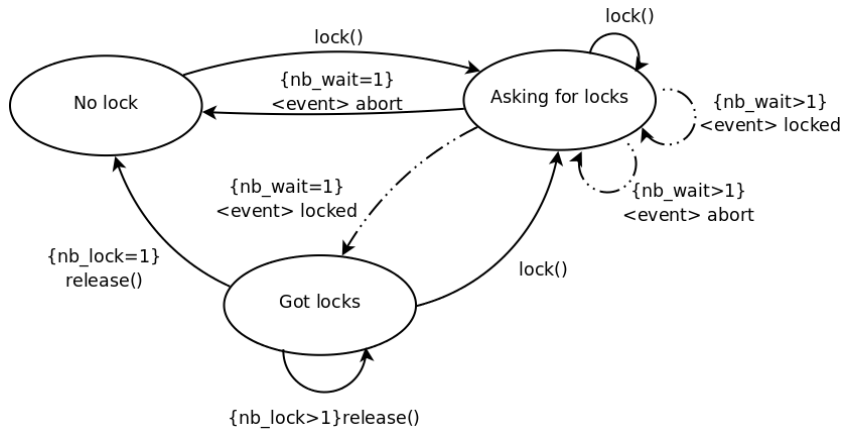 lock()
lock()
{nb_wait=1}
<event> abort
No lock
Asking for locks
{nb_wait>1}
<event> locked
{nb_wait=1}
<event> locked
{nb_wait>1}
<event> abort
{nb_lock=1}
release()
lock()
Got locks
{nb_lock>1}release()